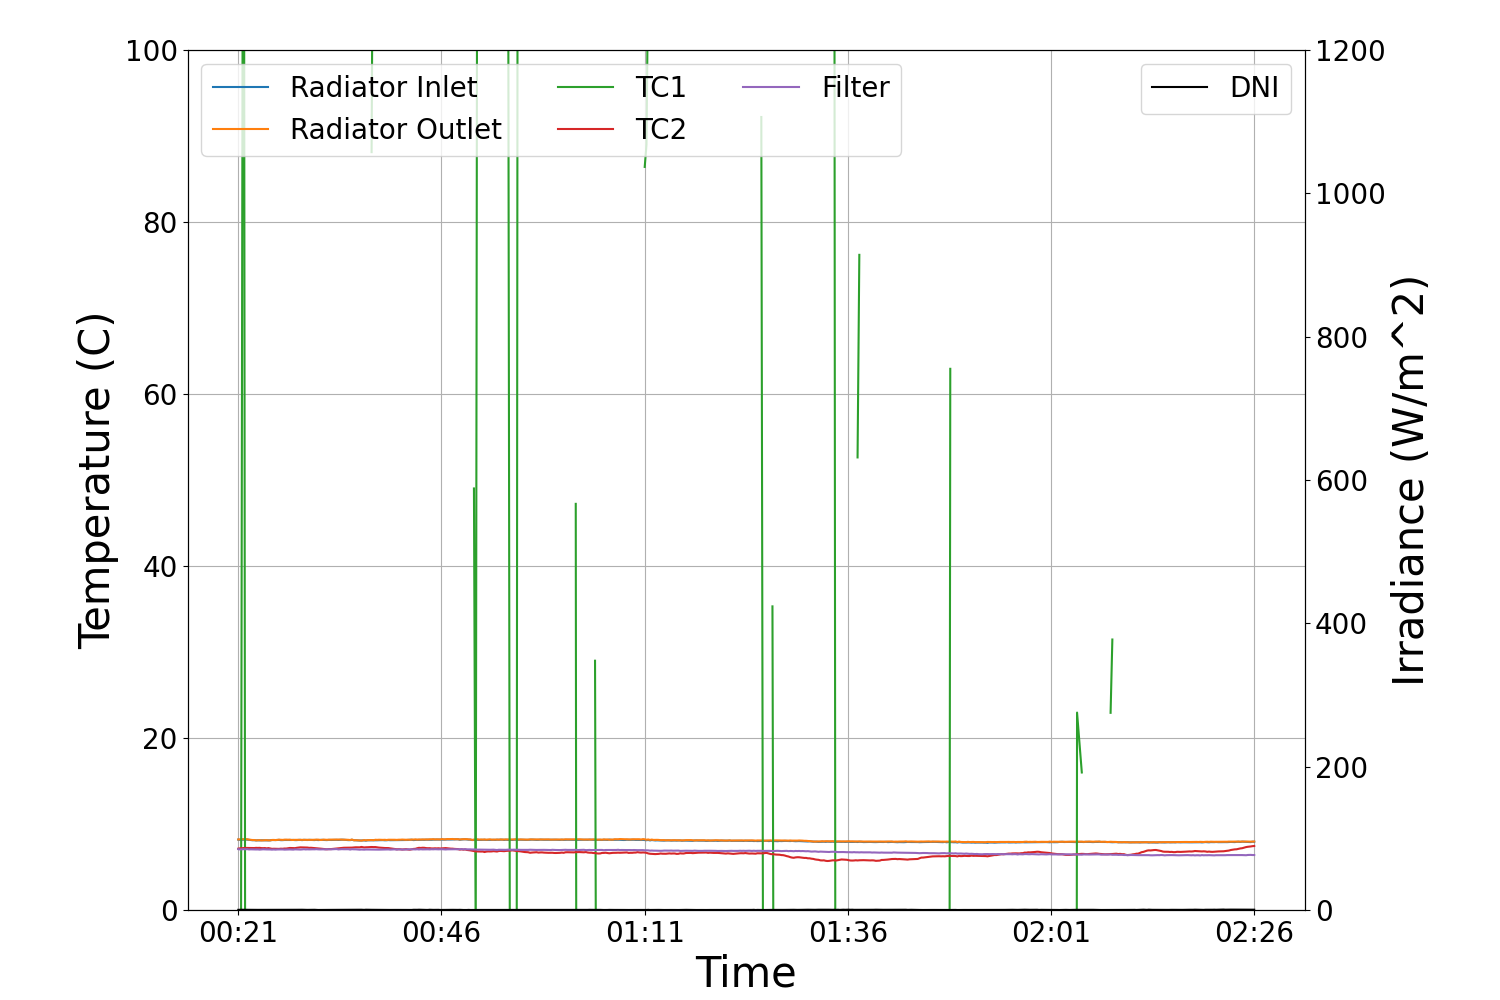 100
80
60
40
20
0
Temperature (C)
Radiator Inlet
Radiator Outlet
TC1
TC2
Filter
DNI
1200
1000
800
600
400
200
0
Irradiance (W/m^2)
00:21 00:46 01:11 01:36 02:01 02:26
Time